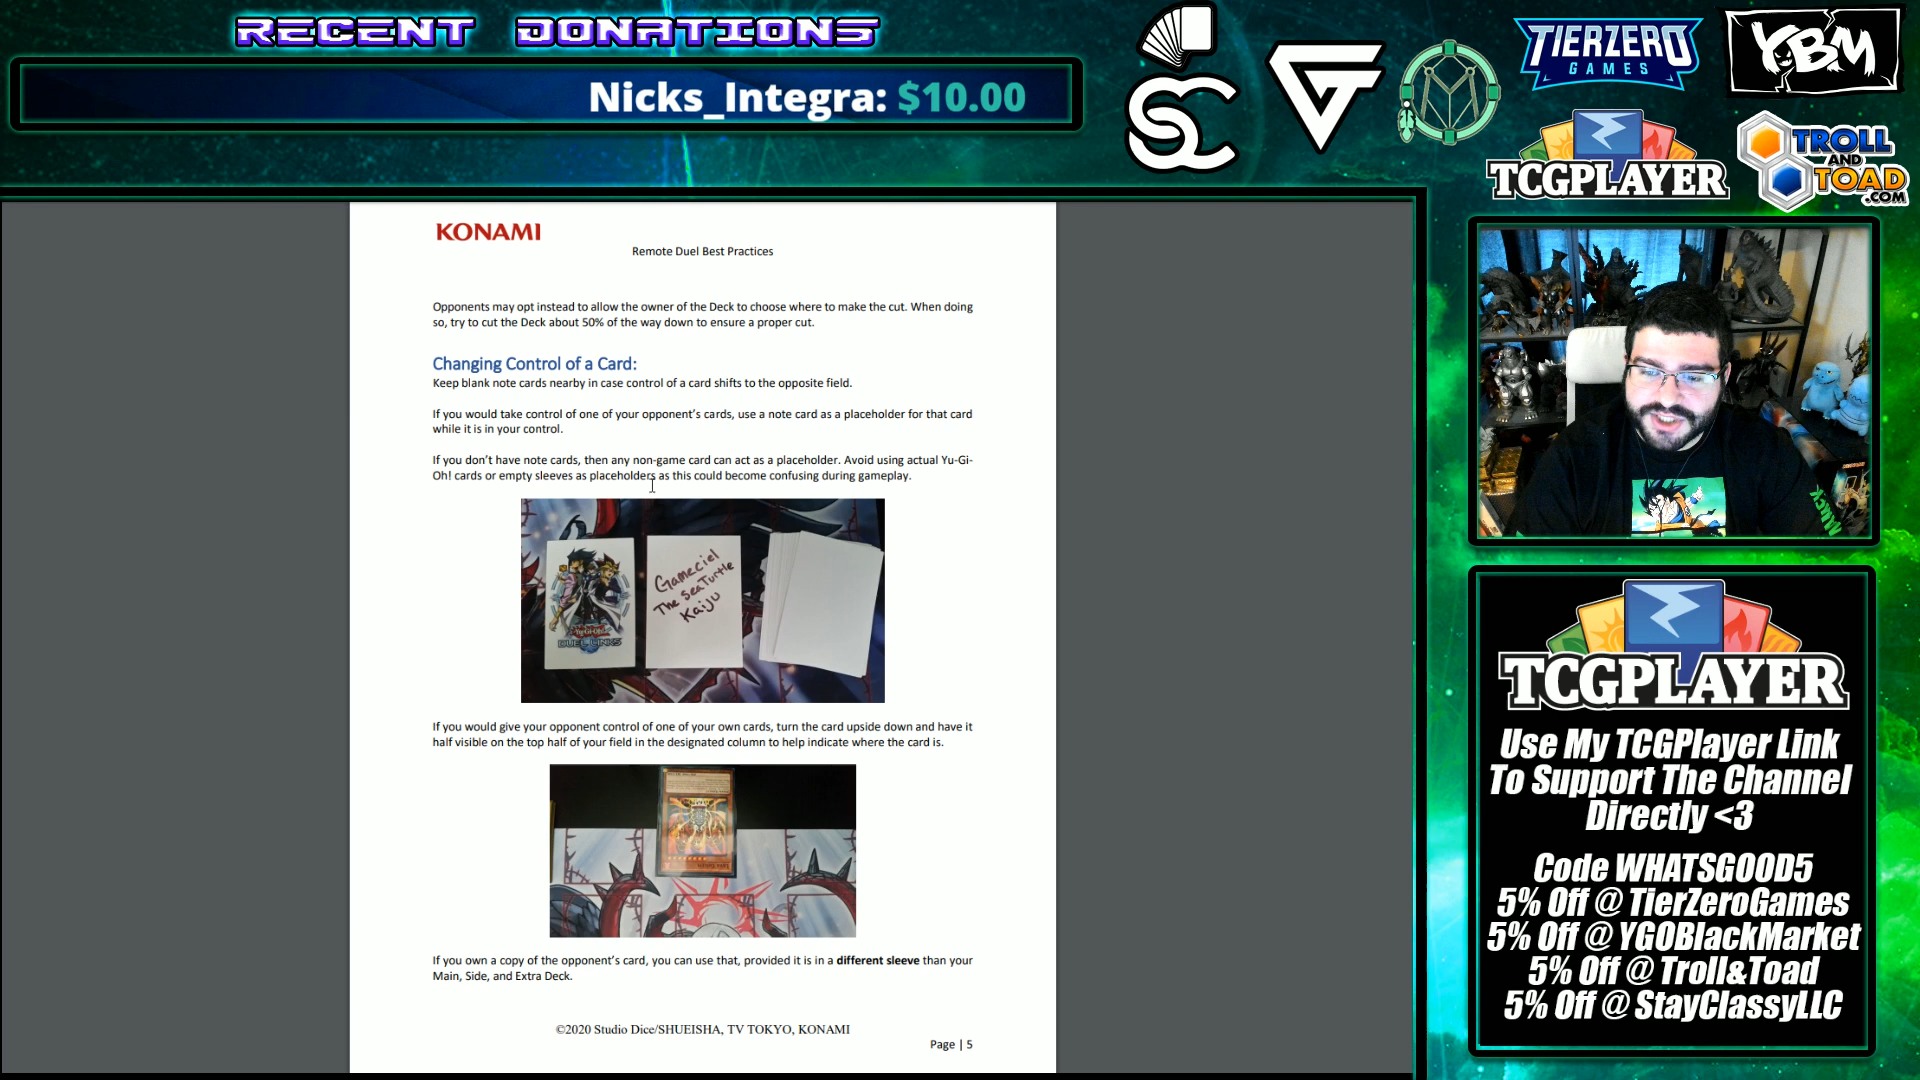 RECENT DONATIONS
Nicks_Integra: $10.00
SC
TIERZERO
GAMES
YBM
TCGPLAYER
TROLL
AND
TOAD
.COM
KONAMI
Remote Duel Best Practices
Opponents may opt instead to allow the owner of the Deck to choose where to make the cut. When doing
so, try to cut the Deck about 50% of the way down to ensure a proper cut.
Changing Control of a Card:
Keep blank note cards nearby in case control of a card shifts to the opposite field.
If you would take control of one of your opponent's cards, use a note card as a placeholder for that card
while it is in your control.
If you don't have note cards, then any non-game card can act as a placeholder. Avoid using actual Yu-Gi-
Oh! cards or empty sleeves as placeholders as this could become confusing during gameplay.
Yu-Gi-Oh!
DUEL LINKS
Gameciel
The Sea Turtle
Kaiju
If you would give your opponent control of one of your own cards, turn the card upside down and have it
half visible on the top half of your field in the designated column to help indicate where the card is.
If you own a copy of the opponent's card, you can use that, provided it is in a different sleeve than your
Main, Side, and Extra Deck.
©2020 Studio Dice/SHUEISHA, TV TOKYO, KONAMI
Page | 5
TCGPLAYER
Use My TCGPlayer Link
To Support The Channel
Directly <3
Code WHATSGOOD5
5% Off @ TierZeroGames
5% Off @ YGOBlackMarket
5% Off @ Troll&Toad
5% Off @ StayClassyLLC